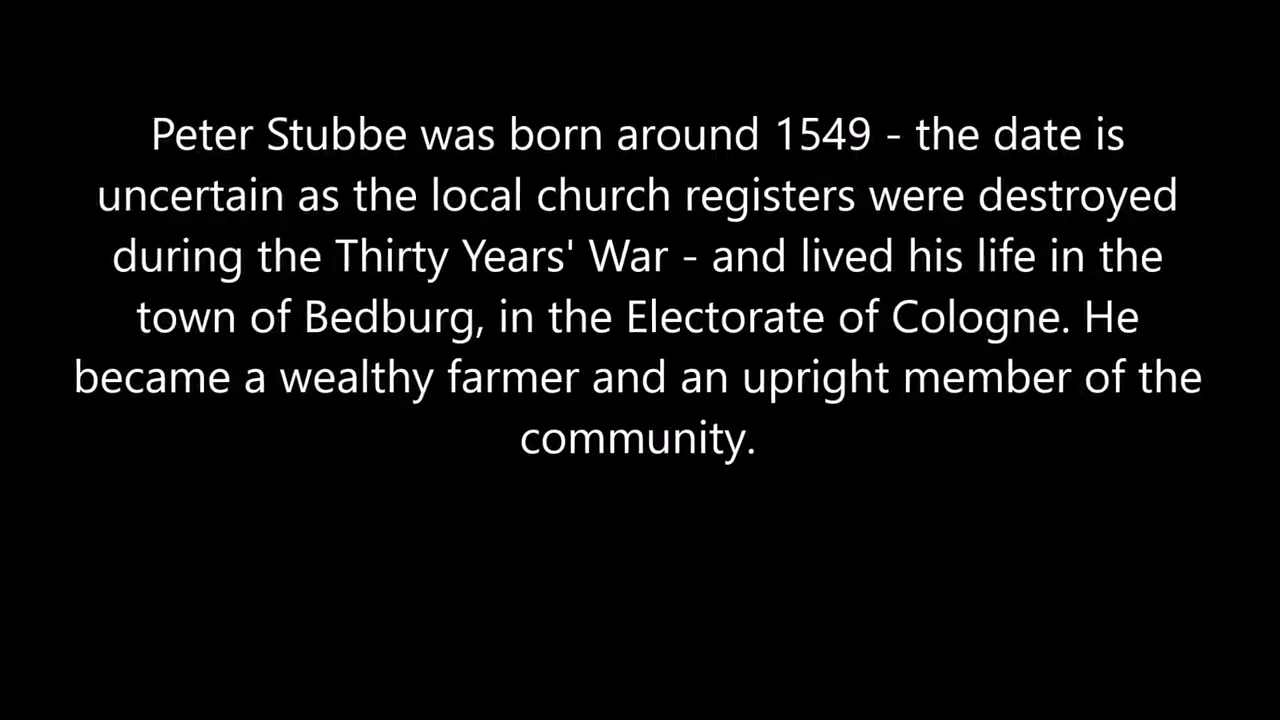 Peter Stubbe was born around 1549 - the date is
uncertain as the local church registers were destroyed
during the Thirty Years' War - and lived his life in the
town of Bedburg, in the Electorate of Cologne. He
became a wealthy farmer and an upright member of the
community.